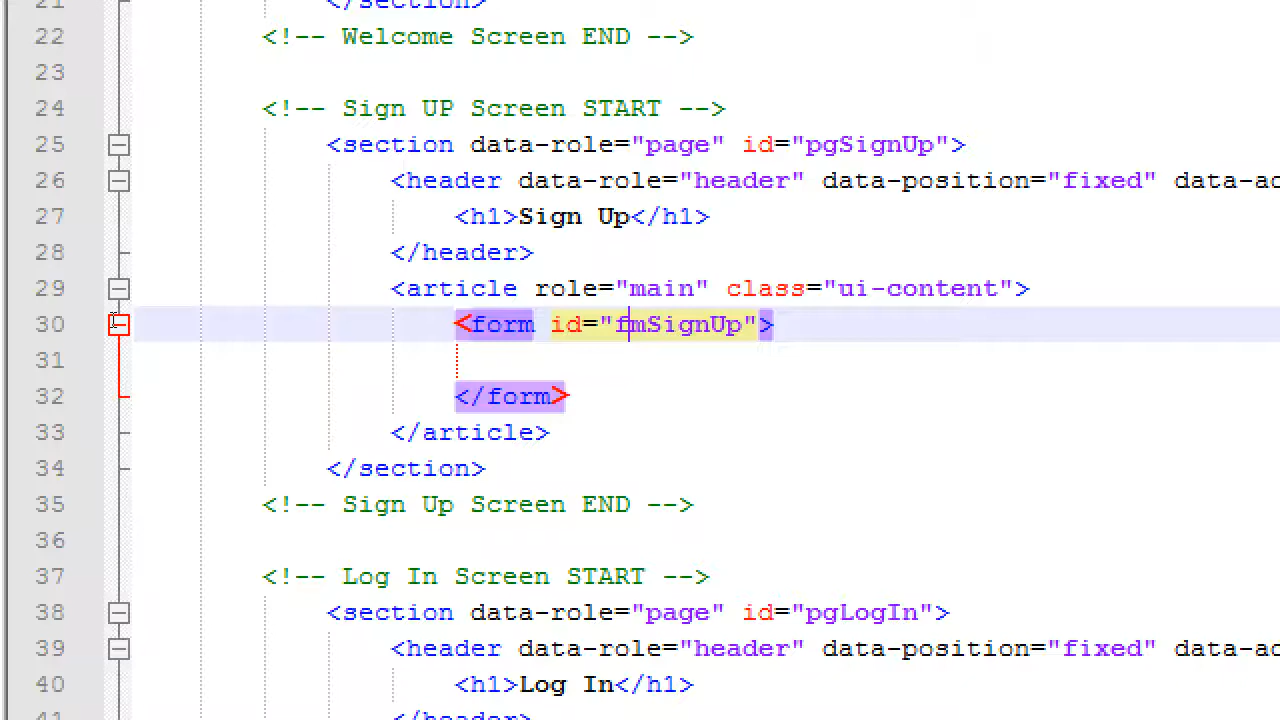 21 </section>
22 <!-- Welcome Screen END -->
23
24 <!-- Sign UP Screen START -->
25 <section data-role="page" id="pgSignUp">
26 <header data-role="header" data-position="fixed" data-ac
27 <h1>Sign Up</h1>
28 </header>
29 <article role="main" class="ui-content">
30 <form id="fmSignUp">
31
32 </form>
33 </article>
34 </section>
35 <!-- Sign Up Screen END -->
36
37 <!-- Log In Screen START -->
38 <section data-role="page" id="pgLogIn">
39 <header data-role="header" data-position="fixed" data-ac
40 <h1>Log In</h1>
41 </header>